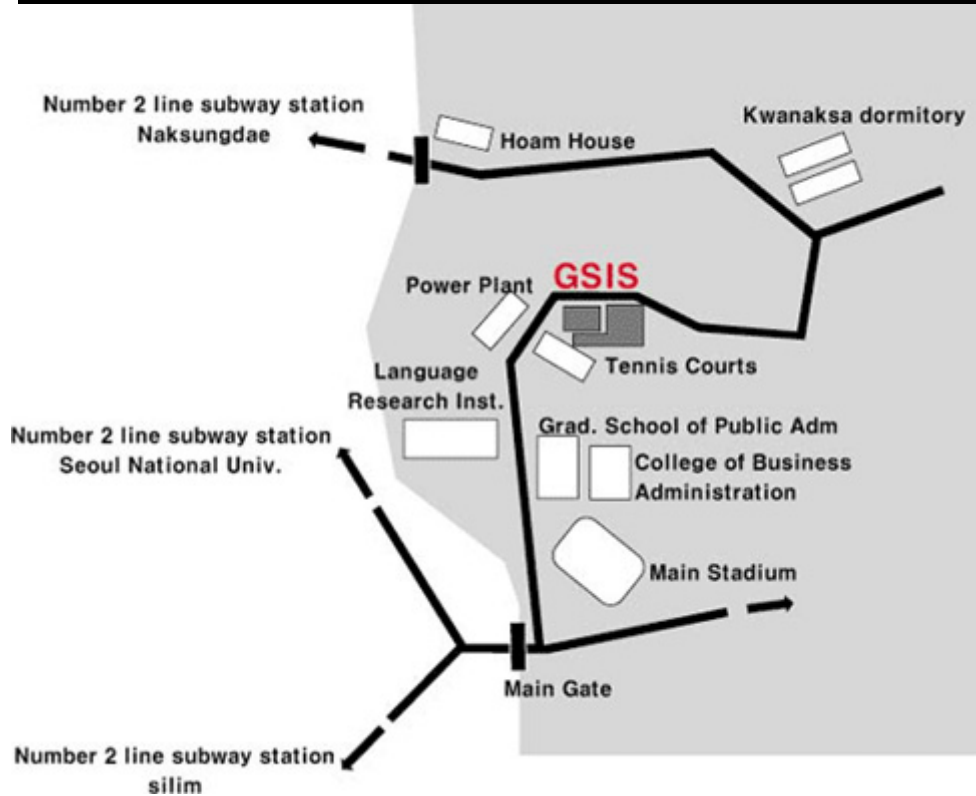 Number 2 line subway station
Naksungdae
Hoam House
Kwanaksa dormitory
GSIS
Power Plant
Tennis Courts
Language
Research Inst.
Grad. School of Public Adm
Number 2 line subway station
Seoul National Univ.
College of Business
Administration
Main Stadium
Main Gate
Number 2 line subway station
silim